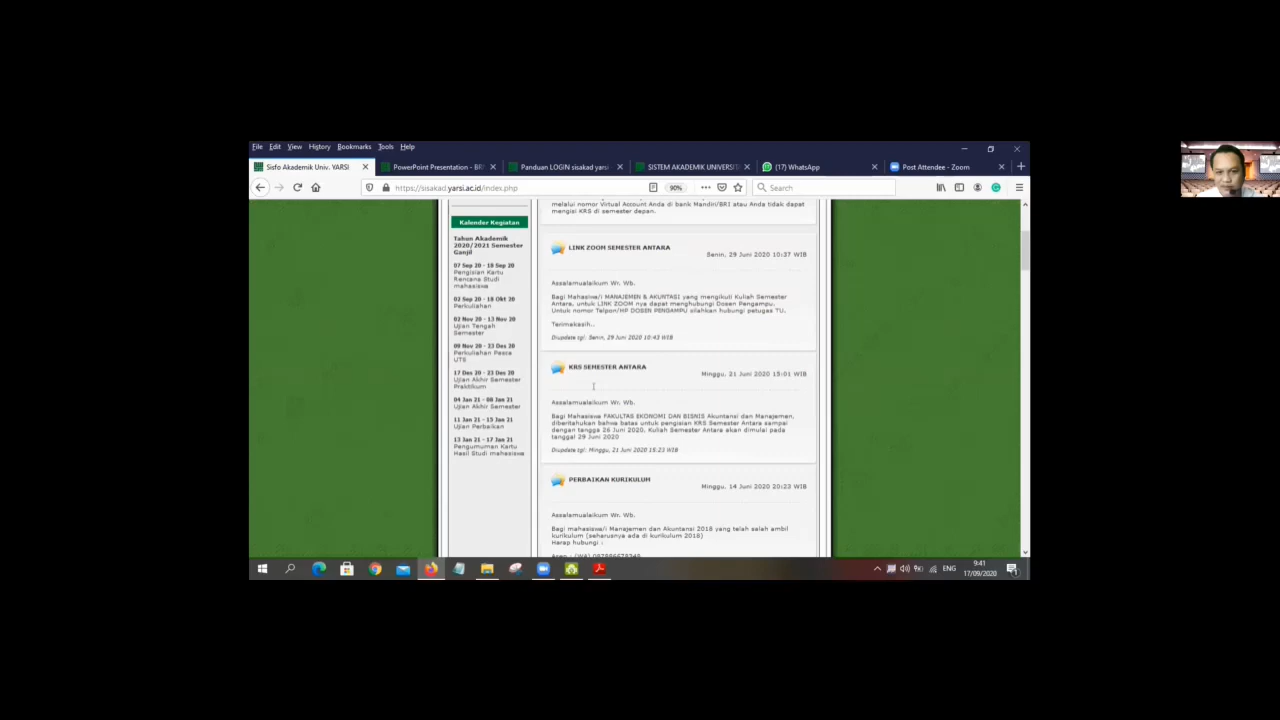 File Edit View History Bookmarks Tools Help
Sisfo Akademik Univ. YARSI
PowerPoint Presentation - BR
Panduan LOGIN sisakad yarsi
SISTEM AKADEMIK UNIVERSIT
(17) WhatsApp
Post Attendee - Zoom
https://sisakad.yarsi.ac.id/index.php
90%
Search
Kalender Kegiatan
Tahun Akademik
2020/2021 Semester
Ganjil
07 Sep 20 - 19 Sep 20
Pengisian Kartu
Rencana Studi
mahasiswa
02 Sep 20 - 18 Okt 20
Perkuliahan
02 Nov 20 - 13 Nov 20
Ujian Tengah
Semester
09 Nov 20 - 23 Des 20
Perkuliahan Pasca
UTS
17 Des 20 - 23 Des 20
Ujian Akhir Semester
Praktikum
04 Jan 21 - 08 Jan 21
Ujian Akhir Semester
11 Jan 21 - 15 Jan 21
Ujian Perbaikan
13 Jan 21 - 17 Jan 21
Pengumuman Kartu
Hasil Studi mahasiswa
melalui nomor Virtual Account Anda di bank Mandiri/BRI atau Anda tidak dapat
mengisi KRS di semester depan.
LINK ZOOM SEMESTER ANTARA
Senin, 29 Juni 2020 10:37 WIB
Assalamualaikum Wr. Wb.
Bagi Mahasiswa/i MANAJEMEN & AKUNTASI yang mengikuti Kuliah Semester
Antara, untuk LINK ZOOM nya dapat menghubungi Dosen Pengampu.
Untuk nomor Telpon/HP DOSEN PENGAMPU silahkan hubungi petugas TU.
Terimakasih..
Diupdate tgl. Senin, 29 Juni 2020 10:43 WIB
KRS SEMESTER ANTARA
Minggu, 21 Juni 2020 15:01 WIB
Assalamualaikum Wr. Wb.
Bagi Mahasiswa FAKULTAS EKONOMI DAN BISNIS Akuntansi dan Manajemen,
diberitahukan bahwa batas untuk pengisian KRS Semester Antara sampai
dengan tangga 26 Juni 2020, Kuliah Semester Antara akan dimulai pada
tanggal 29 Juni 2020
Diupdate tgl. Minggu, 21 Juni 2020 15:23 WIB
PERBAIKAN KURIKULUM
Minggu, 14 Juni 2020 20:23 WIB
Assalamualaikum Wr. Wb.
Bagi mahasiswa/i Manajemen dan Akuntansi 2018 yang telah salah ambil
kurikulum (seharusnya ada di kurikulum 2018)
Harap hubungi :
ENG
9:41
17/09/2020